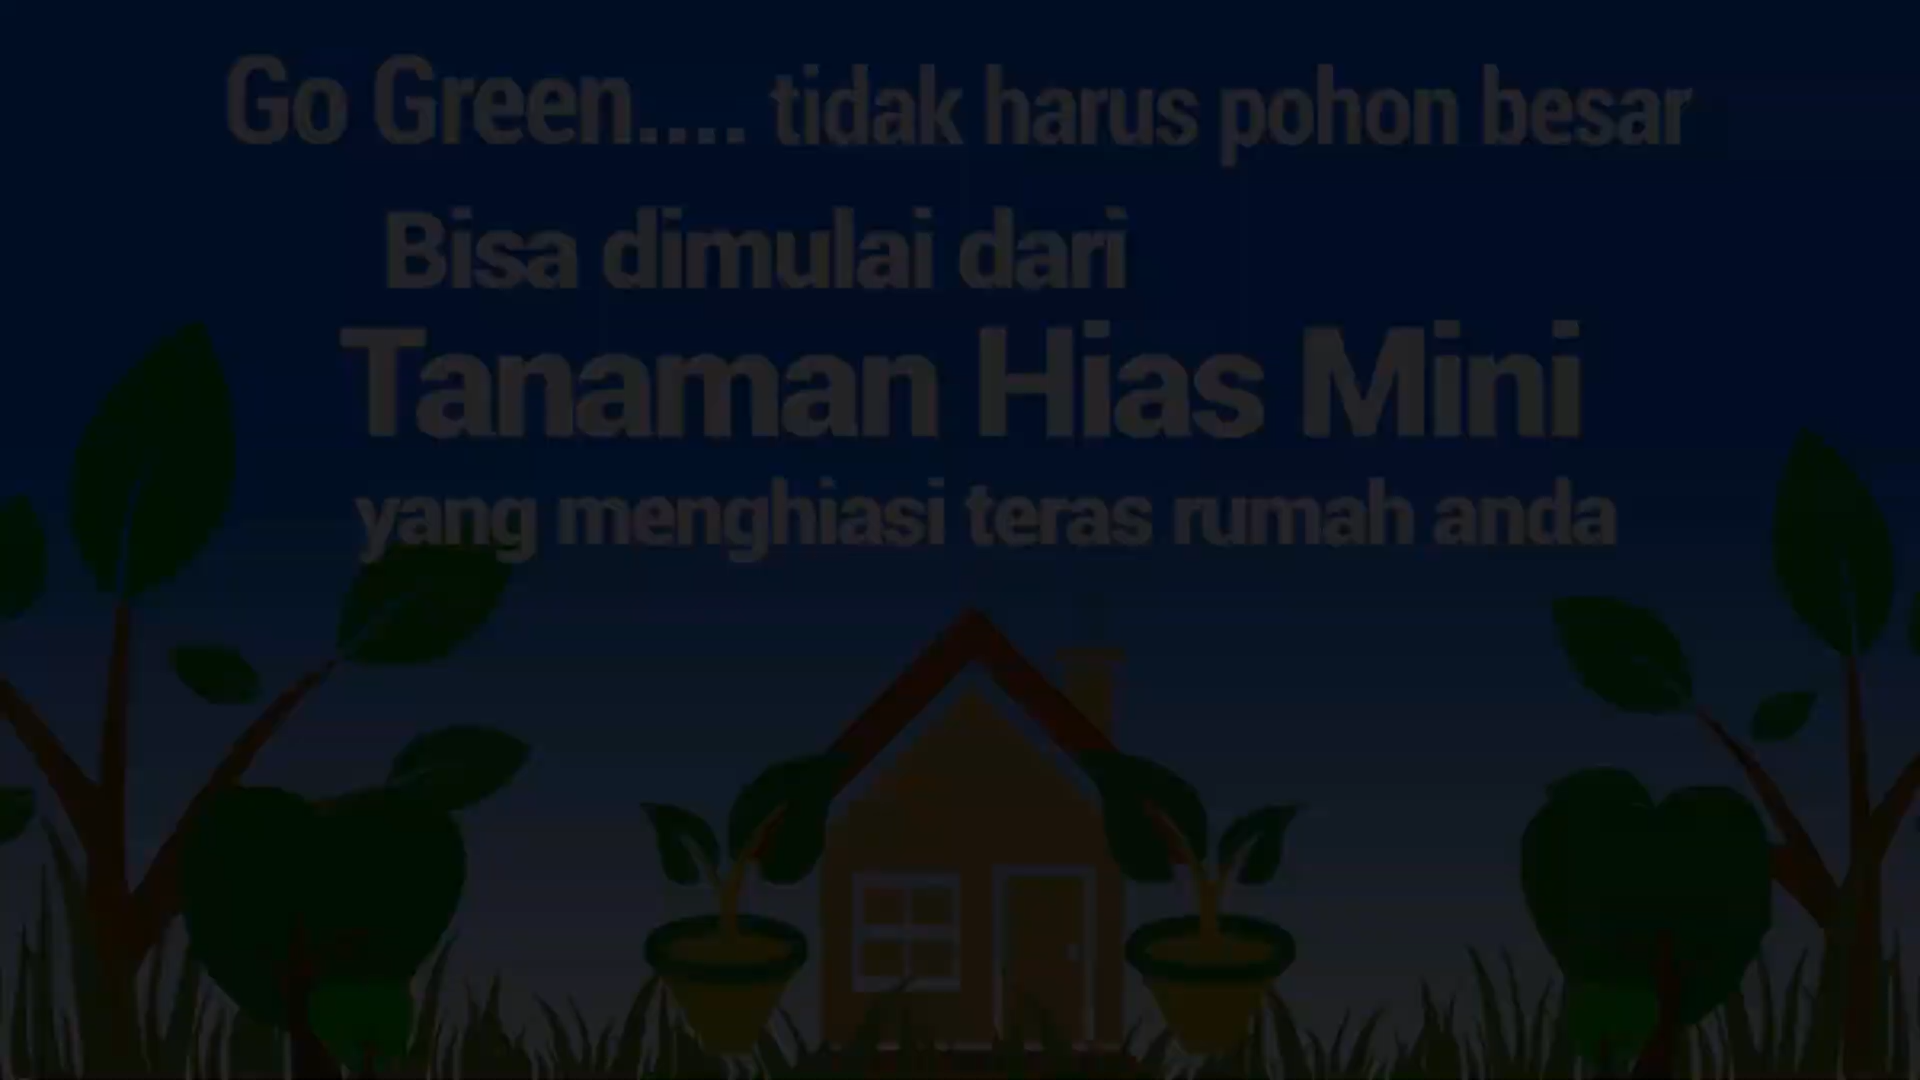 Go Green.... tidak harus pohon besar
Bisa dimulai dari
Tanaman Hias Mini
yang menghiasi teras rumah anda